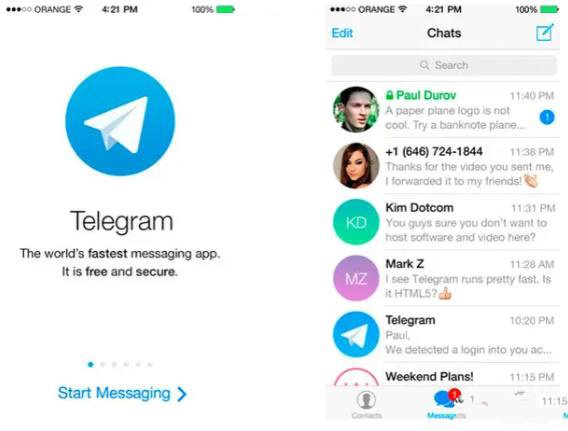 ORANGE 4:21 PM 100%
Telegram
The world's fastest messaging app.
It is free and secure.
Start Messaging
ORANGE 4:21 PM 100%
Edit Chats
Search
Paul Durov 11:40 PM
A paper plane logo is not
cool. Try a banknote plane...
1
+1 (646) 724-1844 11:38 PM
Thanks for the video you sent me,
I forwarded it to my friends!
KD
Kim Dotcom 11:31 PM
You guys sure you don't want to
host software and video here?
MZ
Mark Z 11:28 AM
I see Telegram runs pretty fast. Is
it HTML5?
Telegram 10:20 PM
Paul,
We detected a login into you ac...
Weekend Plans! 11:15 PM
1
Contacts